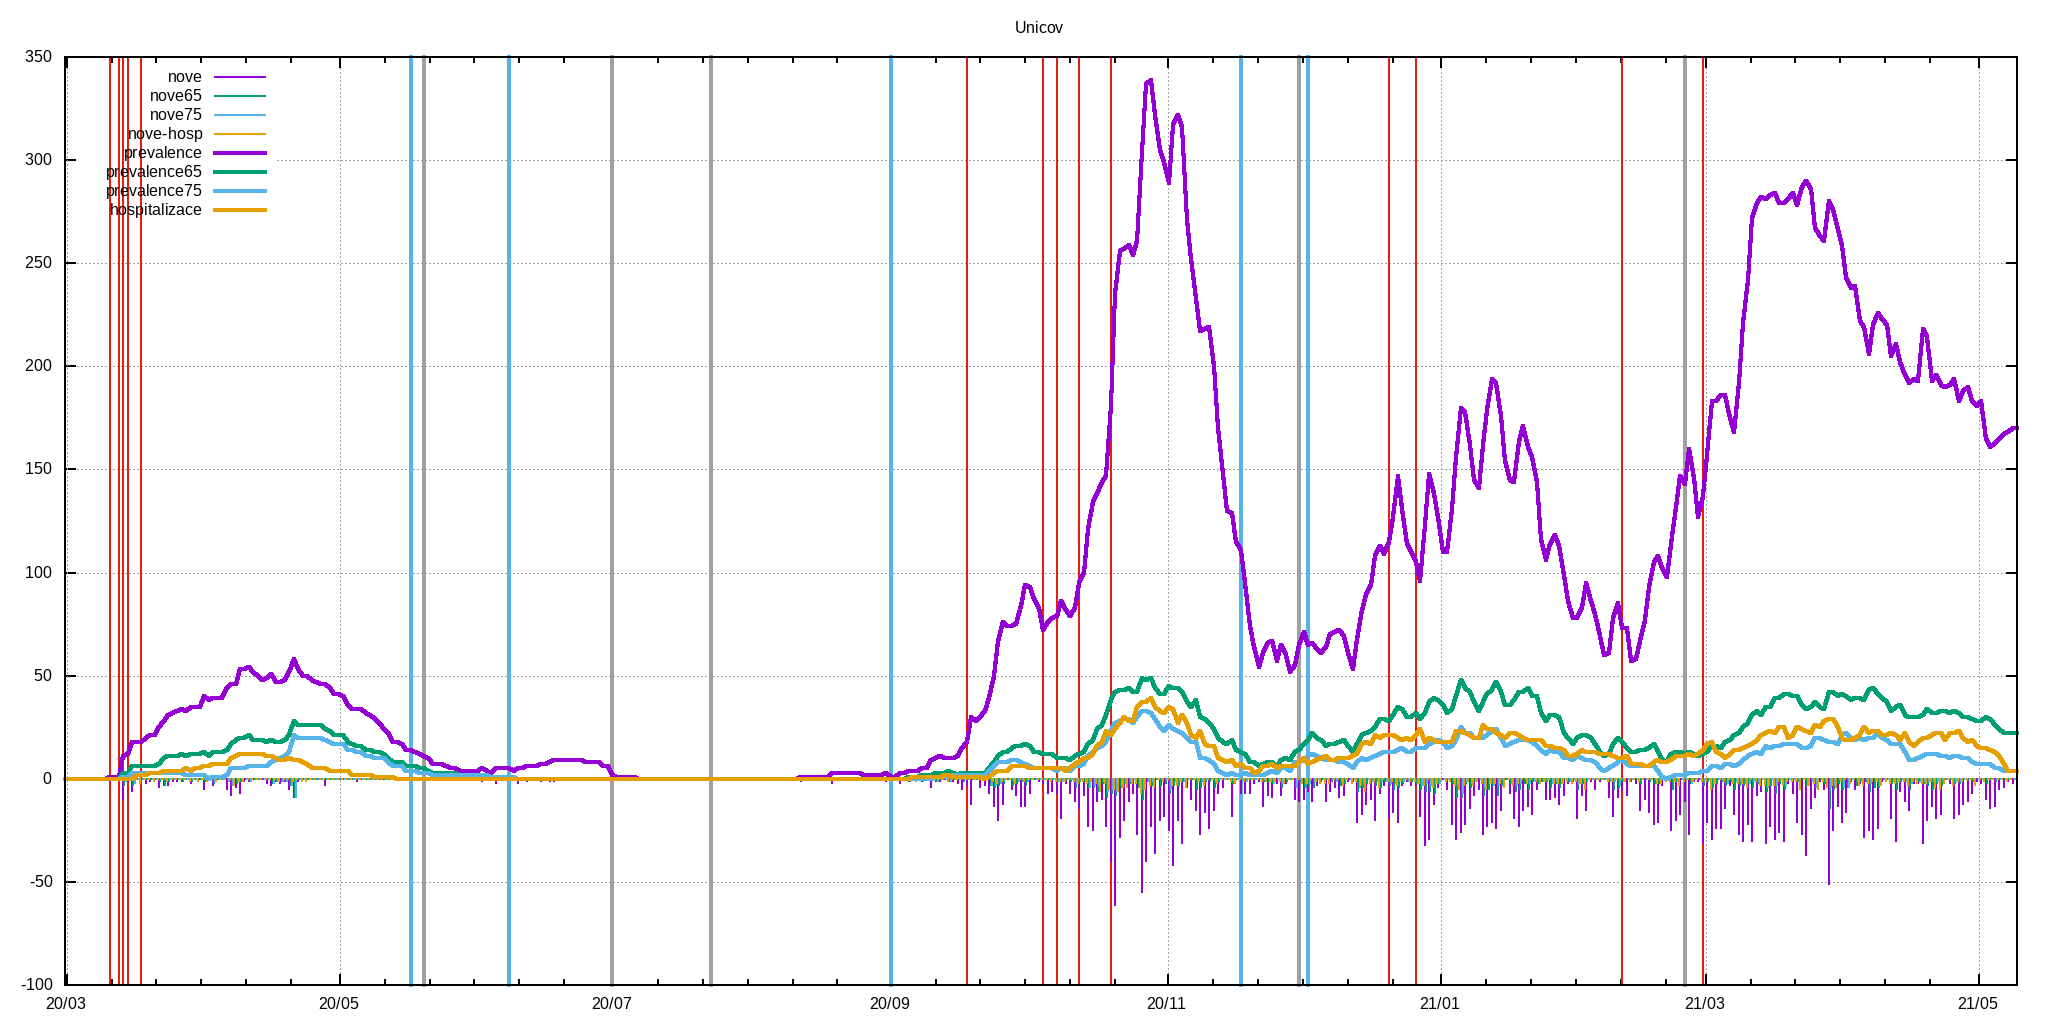 Unicov
350
300
250
200
150
100
50
0
-50
-100
nove
nove65
nove75
nove-hosp
prevalence
prevalence65
prevalence75
hospitalizace
20/03 20/05 20/07 20/09 20/11 21/01 21/03 21/05